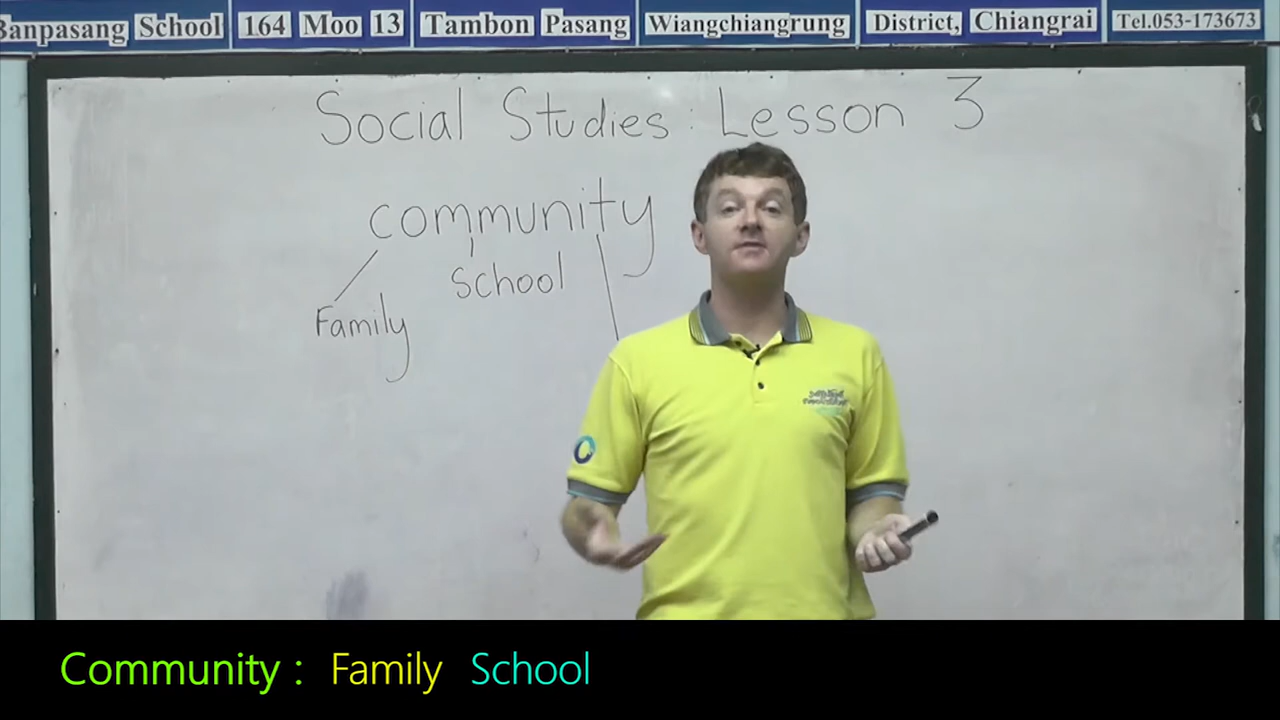 Banpasang School 164 Moo 13 Tambon Pasang Wiangchiangrung District, Chiangrai Tel.053-173673
Social Studies: Lesson 3
community
School
Family
Community : Family School